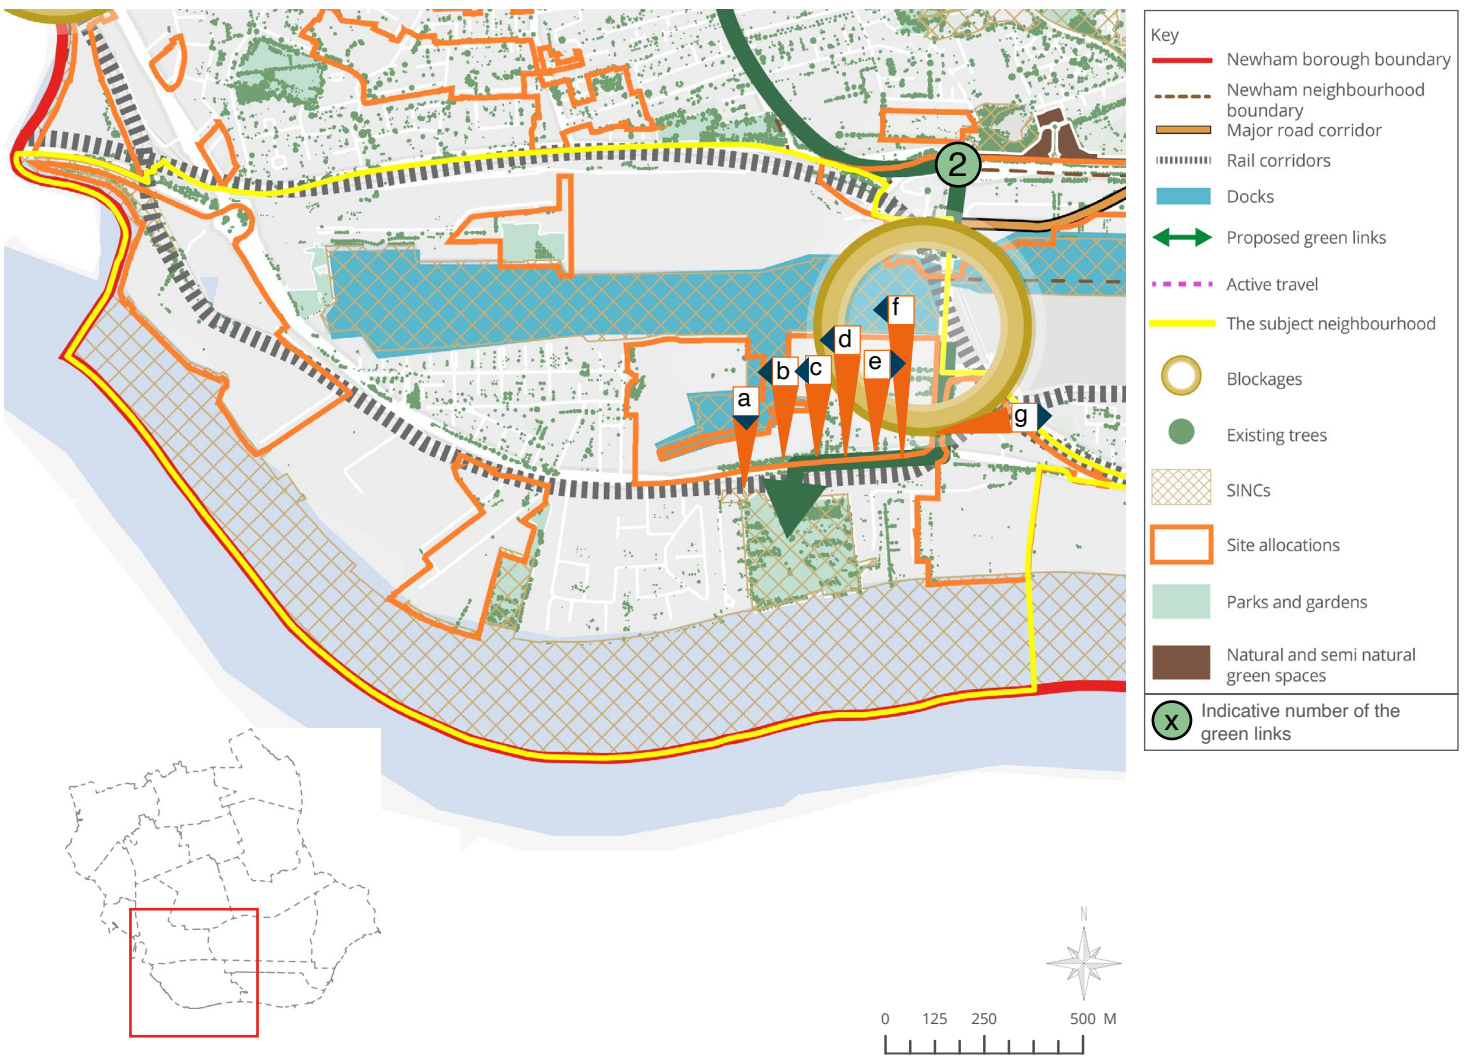 2
f
d
e
b
c
a
g
Key
Newham borough boundary
Newham neighbourhood
boundary
Major road corridor
Rail corridors
Docks
Proposed green links
Active travel
The subject neighbourhood
Blockages
Existing trees
SINCs
Site allocations
Parks and gardens
Natural and semi natural
green spaces
x
Indicative number of the
green links
N
0 125 250 500 M